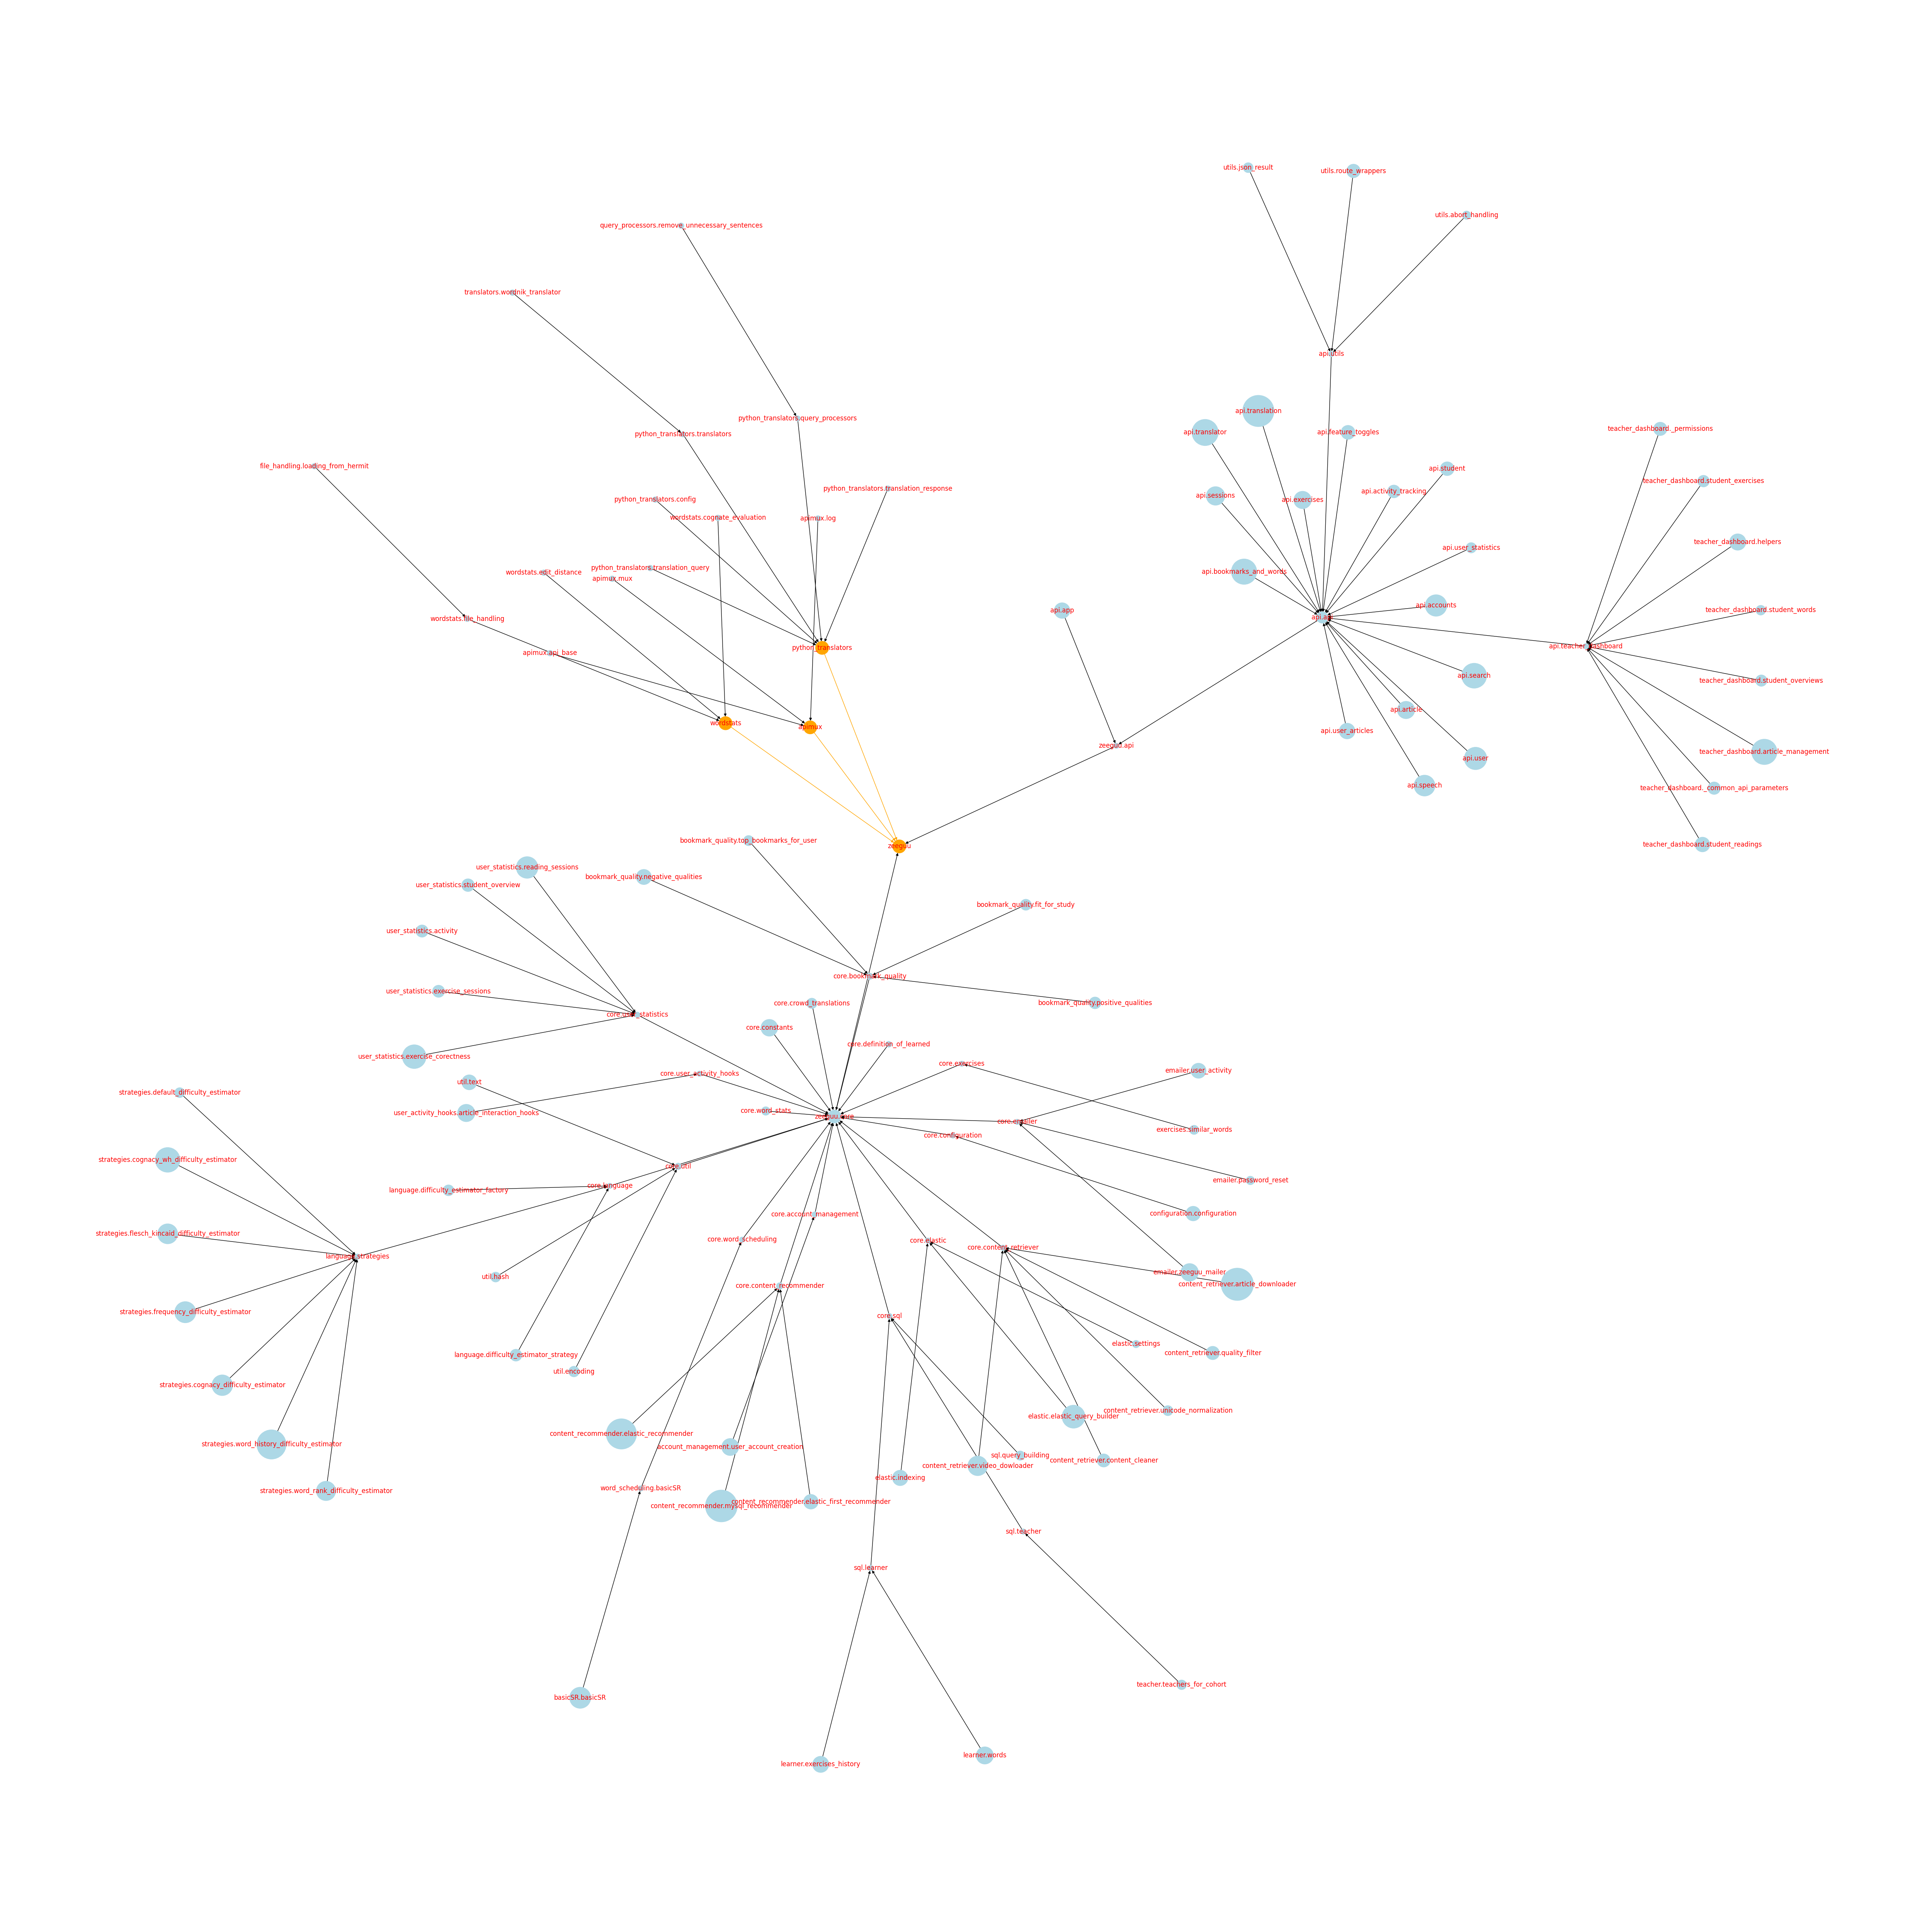 utils.json_result
utils.route_wrappers
utils.abort_handling
query_processors.remove_unnecessary_sentences
translators.wordnik_translator
api.utils
api.translation
python_translators.query_processors
api.translator
python_translators.translators
api.feature_toggles
teacher_dashboard._permissions
file_handling.loading_from_hermit
api.student
teacher_dashboard.student_exercises
python_translators.translation_response
api.activity_tracking
api.sessions
python_translators.config
api.exercises
wordstats.cognate_evaluation
apimux.log
teacher_dashboard.helpers
api.user_statistics
python_translators.translation_query
wordstats.edit_distance
api.bookmarks_and_words
apimux.mux
api.accounts
api.app
teacher_dashboard.student_words
api.api
wordstats.file_handling
python_translators
api.teacher_dashboard
apimux.api_base
api.search
teacher_dashboard.student_overviews
api.article
wordstats
apimux
api.user_articles
zeeguu.api
teacher_dashboard.article_management
api.user
api.speech
teacher_dashboard._common_api_parameters
bookmark_quality.top_bookmarks_for_user
teacher_dashboard.student_readings
zeeguu
user_statistics.reading_sessions
bookmark_quality.negative_qualities
user_statistics.student_overview
bookmark_quality.fit_for_study
user_statistics.activity
core.bookmark_quality
user_statistics.exercise_sessions
core.crowd_translations
bookmark_quality.positive_qualities
core.user_statistics
core.constants
core.definition_of_learned
user_statistics.exercise_corectness
core.exercises
emailer.user_activity
core.user_activity_hooks
util.text
strategies.default_difficulty_estimator
core.word_stats
user_activity_hooks.article_interaction_hooks
zeeguu.core
core.emailer
exercises.similar_words
core.configuration
strategies.cognacy_wh_difficulty_estimator
core.util
emailer.password_reset
core.language
language.difficulty_estimator_factory
configuration.configuration
core.account_management
strategies.flesch_kincaid_difficulty_estimator
core.word_scheduling
core.elastic
core.content_retriever
language.strategies
emailer.zeeguu_mailer
util.hash
content_retriever.article_downloader
core.content_recommender
strategies.frequency_difficulty_estimator
core.sql
elastic.settings
content_retriever.quality_filter
language.difficulty_estimator_strategy
util.encoding
strategies.cognacy_difficulty_estimator
content_retriever.unicode_normalization
elastic.elastic_query_builder
content_recommender.elastic_recommender
strategies.word_history_difficulty_estimator
account_management.user_account_creation
sql.query_building
content_retriever.content_cleaner
content_retriever.video_dowloader
elastic.indexing
word_scheduling.basicSR
strategies.word_rank_difficulty_estimator
content_recommender.elastic_first_recommender
content_recommender.mysql_recommender
sql.teacher
sql.learner
teacher.teachers_for_cohort
basicSR.basicSR
learner.words
learner.exercises_history